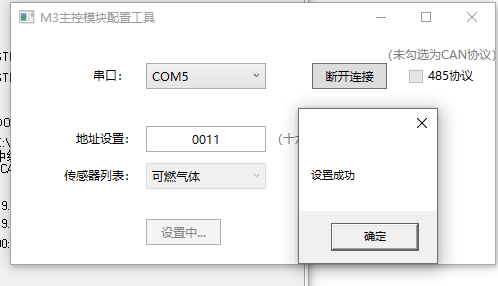 M3主控模块配置工具
(未勾选为CAN协议)
串口：
COM5
断开连接
485协议
地址设置：
0011
传感器列表：
可燃气体
设置中...
设置成功
确定